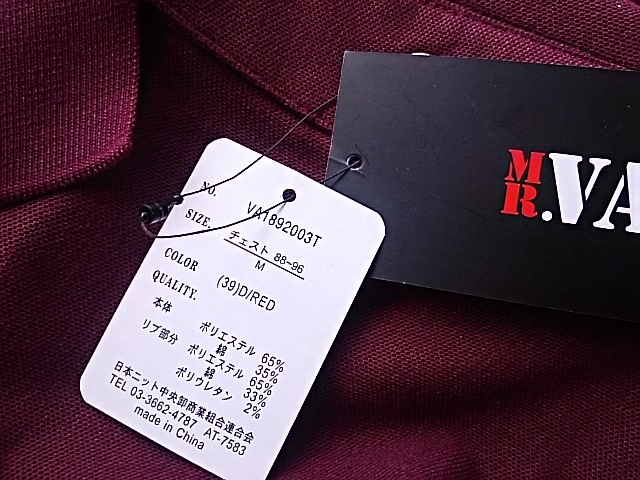 NO. VA1892003T
SIZE. チェスト 88-96
M
COLOR (39)D/RED
QUALITY.
本体 ポリエステル 65%
綿 35%
リブ部分 ポリエステル 65%
綿 33%
ポリウレタン 2%
日本ニット中央卸商業組合連合会
TEL 03-3662-4787 AT-7583
made in China
MR.VA